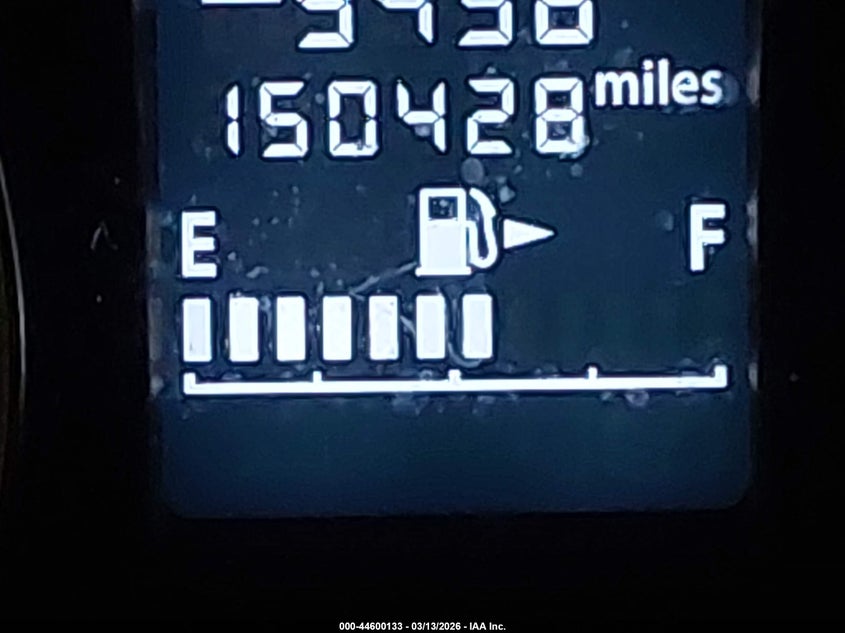 150428 miles
E F
000-44600133 - 03/13/2026 - IAA Inc.